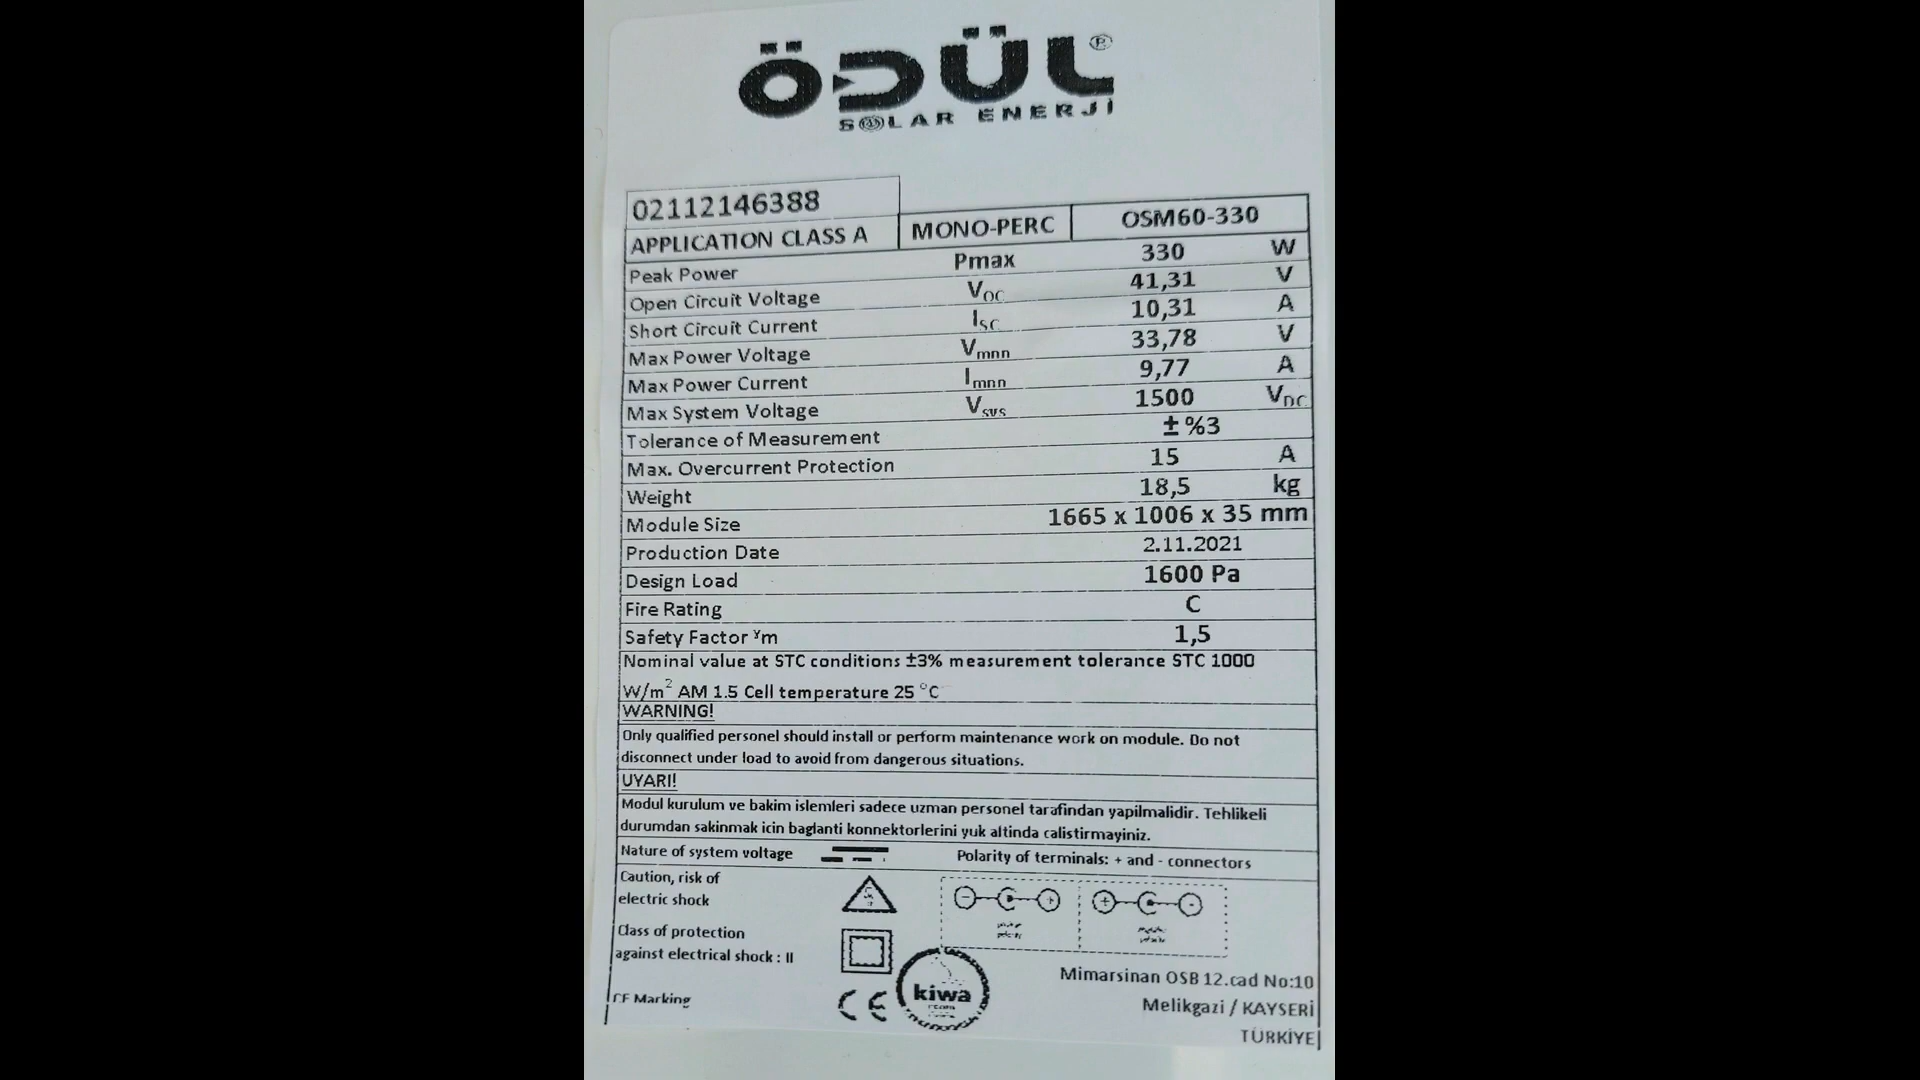 ÖDÜL
SOLAR ENERJİ
02112146388
APPLICATION CLASS A MONO-PERC OSM60-330
Peak Power Pmax 330 W
Open Circuit Voltage VOC 41,31 V
Short Circuit Current ISC 10,31 A
Max Power Voltage Vmpp 33,78 V
Max Power Current Impp 9,77 A
Max System Voltage Vsys 1500 VDC
Tolerance of Measurement ± %3
Max. Overcurrent Protection 15 A
Weight 18,5 kg
Module Size 1665 x 1006 x 35 mm
Production Date 2.11.2021
Design Load 1600 Pa
Fire Rating C
Safety Factor ɣm 1,5
Nominal value at STC conditions ±3% measurement tolerance STC 1000
W/m² AM 1.5 Cell temperature 25 °C
WARNING!
Only qualified personel should install or perform maintenance work on module. Do not
disconnect under load to avoid from dangerous situations.
UYARI!
Modul kurulum ve bakim islemleri sadece uzman personel tarafindan yapilmalidir. Tehlikeli
durumdan sakinmak icin baglanti konnektorlerini yuk altinda calistirmayiniz.
Nature of system voltage Polarity of terminals: + and - connectors
Caution, risk of
electric shock
Class of protection
against electrical shock : II
CE Marking
CE
kiwa
Mimarsinan OSB 12.cad No:10
Melikgazi / KAYSERİ
TÜRKİYE